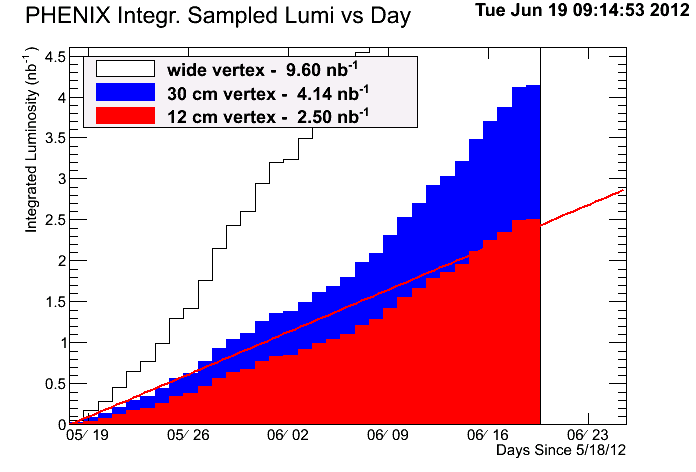 PHENIX Integr. Sampled Lumi vs Day
Tue Jun 19 09:14:53 2012
Integrated Luminosity (nb⁻¹)
wide vertex - 9.60 nb⁻¹
30 cm vertex - 4.14 nb⁻¹
12 cm vertex - 2.50 nb⁻¹
4.5
4
3.5
3
2.5
2
1.5
1
0.5
0
05/ 19 05/ 26 06/ 02 06/ 09 06/ 16 06/ 23
Days Since 5/18/12